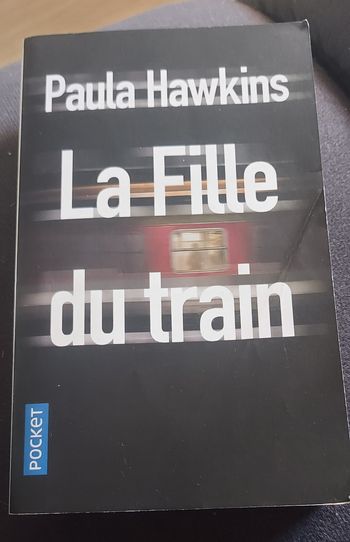 Paula Hawkins
La Fille
du train
POCKET